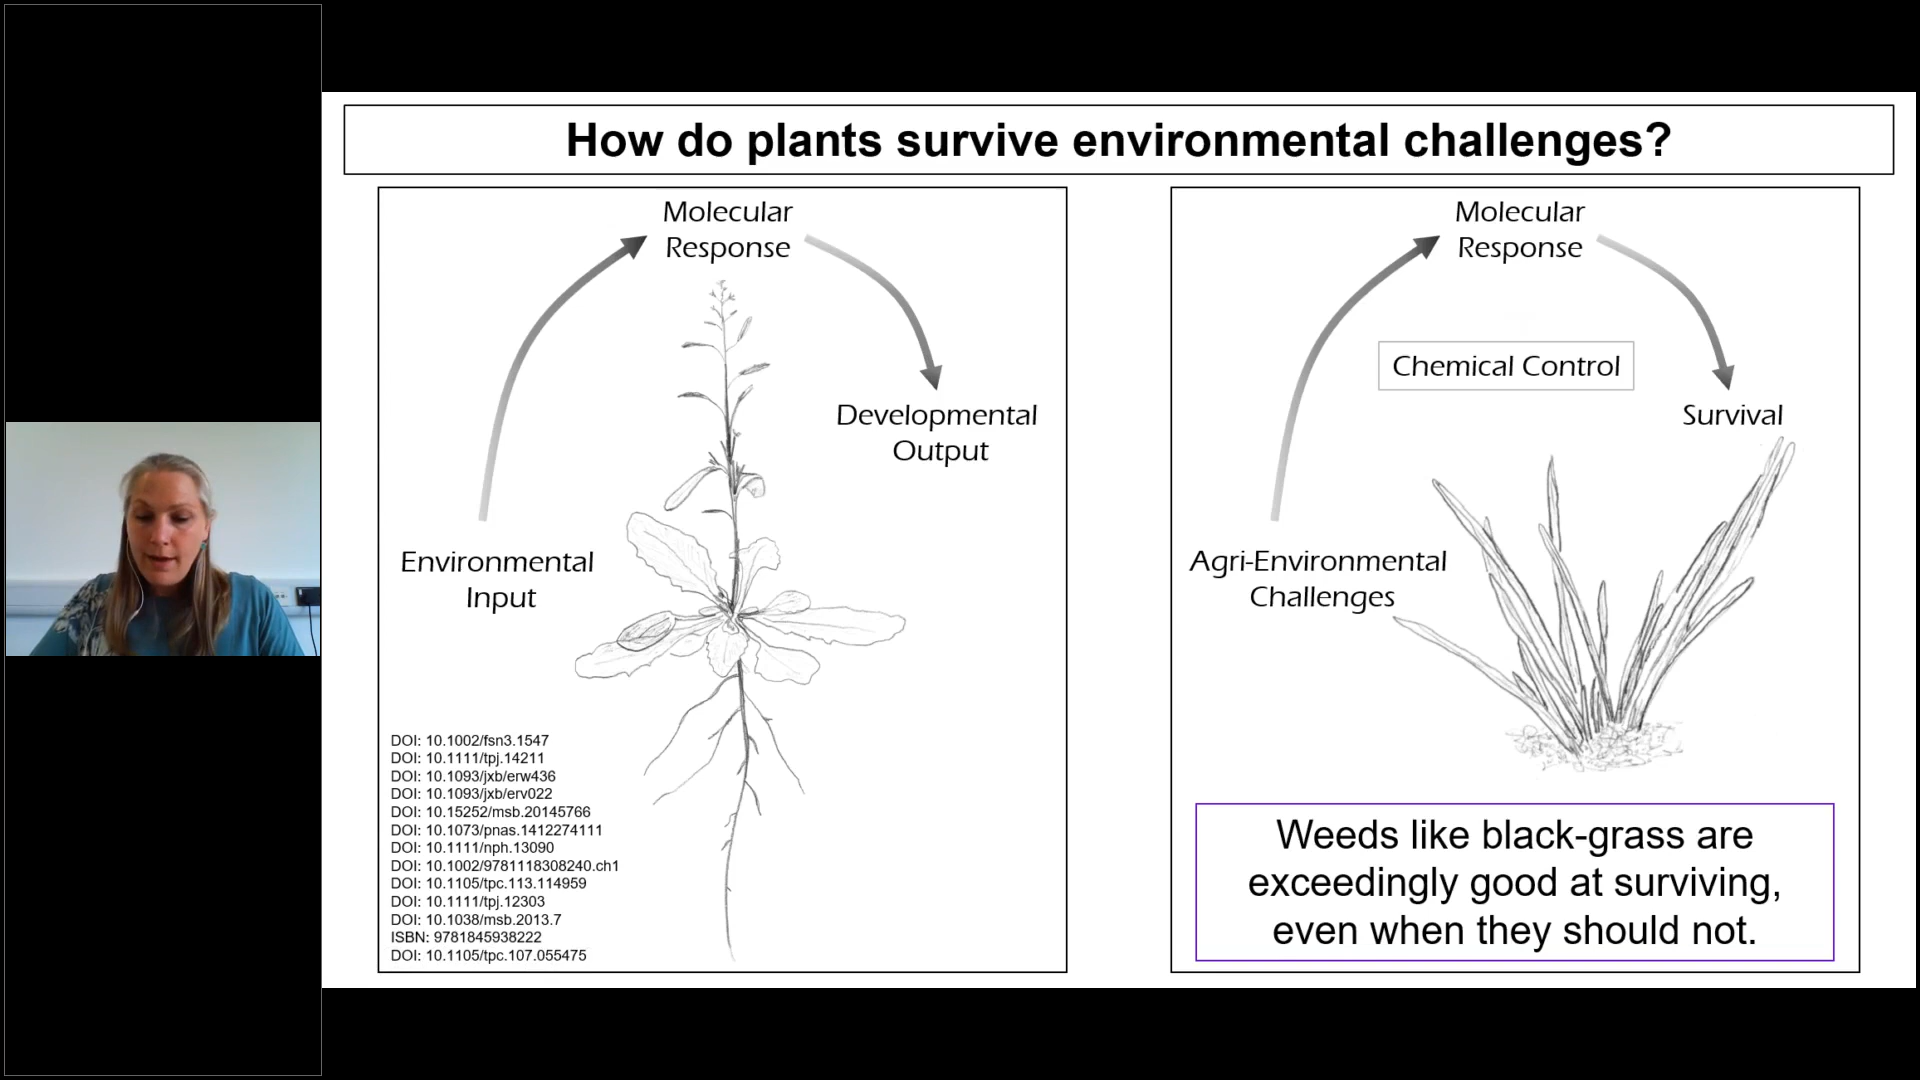 How do plants survive environmental challenges?
Molecular
Response
Developmental
Output
Environmental
Input
DOI: 10.1002/fsn3.1547
DOI: 10.1111/tpj.14211
DOI: 10.1093/jxb/erw436
DOI: 10.1093/jxb/erv022
DOI: 10.15252/msb.20145766
DOI: 10.1073/pnas.1412274111
DOI: 10.1111/nph.13090
DOI: 10.1002/9781118308240.ch1
DOI: 10.1105/tpc.113.114959
DOI: 10.1111/tpj.12303
DOI: 10.1038/msb.2013.7
ISBN: 9781845938222
DOI: 10.1105/tpc.107.055475
Molecular
Response
Chemical Control
Survival
Agri-Environmental
Challenges
Weeds like black-grass are
exceedingly good at surviving,
even when they should not.